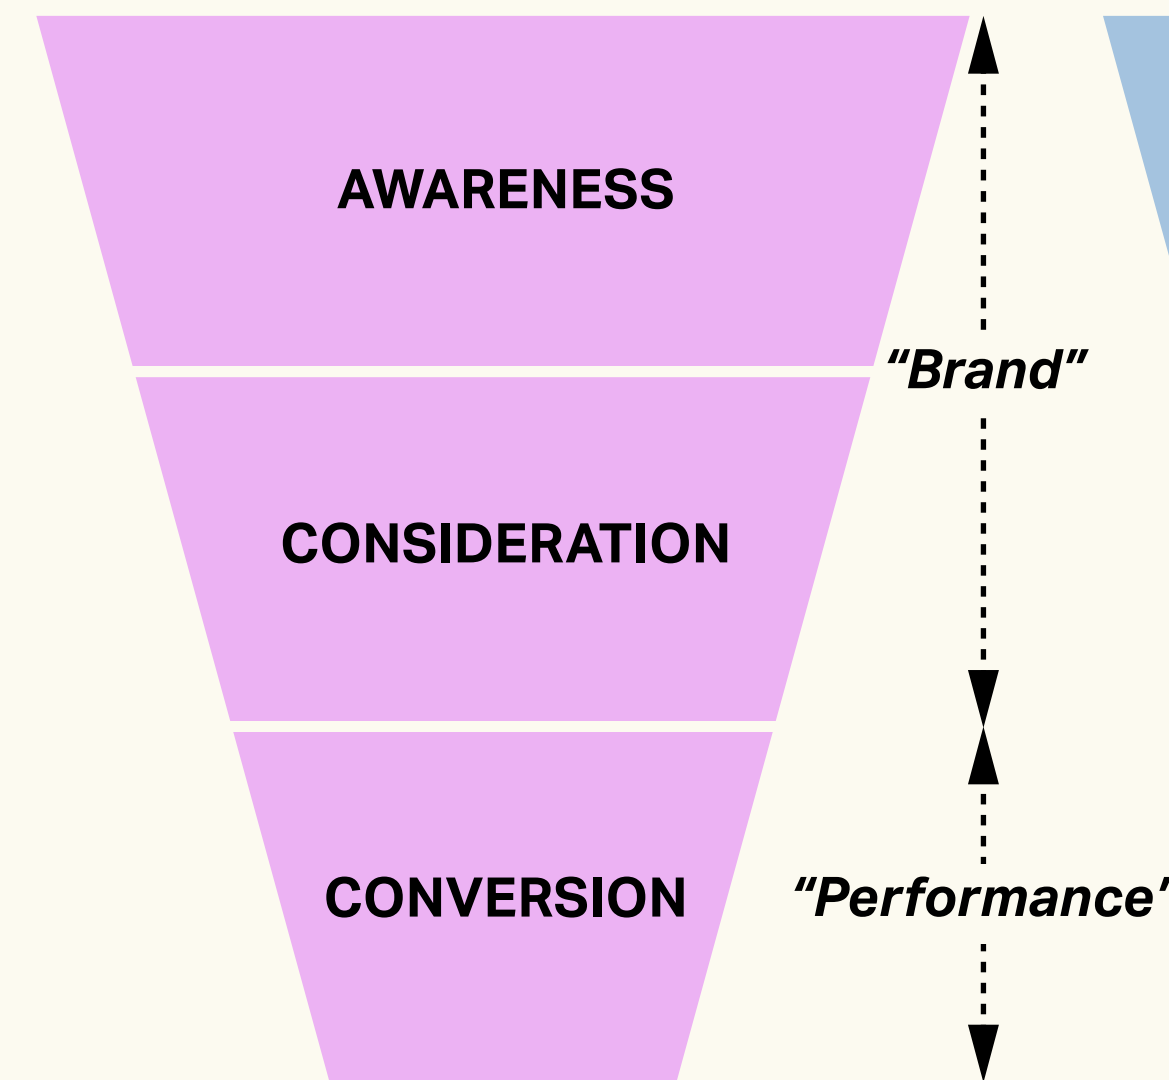 AWARENESS
“Brand”
CONSIDERATION
CONVERSION
“Performance”